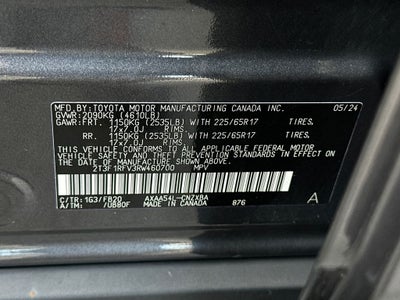 MFD.BY:TOYOTA MOTOR MANUFACTURING CANADA INC. 05/24
GVWR:2090KG (4610LB)
GAWR:FRT. 1150KG (2535LB) WITH 225/65R17 TIRES,
17x7.0J RIMS,
RR. 1150KG (2535LB) WITH 225/65R17 TIRES,
17x7.0J RIMS,
THIS VEHICLE CONFORMS TO ALL APPLICABLE FEDERAL MOTOR
VEHICLE SAFETY, BUMPER, AND THEFT PREVENTION STANDARDS
IN EFFECT ON THE DATE OF MANUFACTURE SHOWN ABOVE.
2T3F1RFV3RW460700 MPV
C/TR:1G3/FB20 AXAA54L-CNZXBA A
A/TM: /UB80F MADE IN CANADA 876